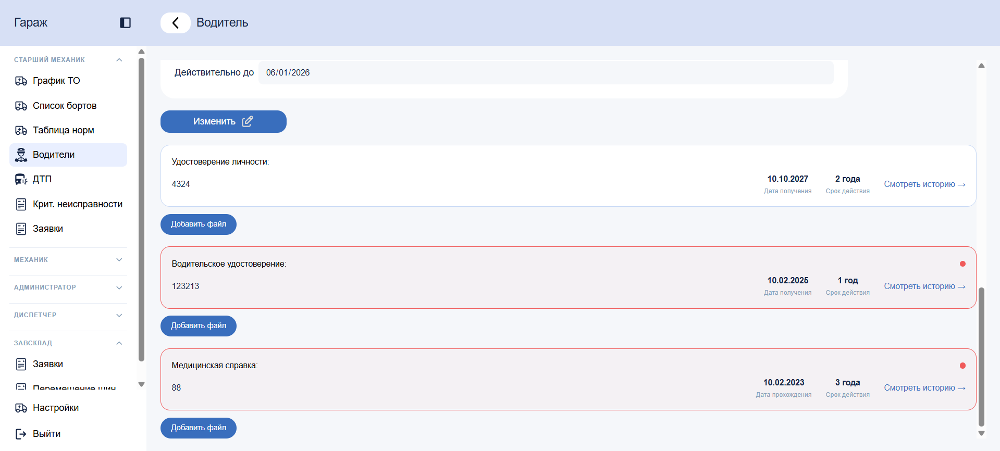 Гараж
Водитель
СТАРШИЙ МЕХАНИК
График ТО
Список бортов
Таблица норм
Водители
ДТП
Крит. неисправности
Заявки
МЕХАНИК
АДМИНИСТРАТОР
ДИСПЕТЧЕР
ЗАВСКЛАД
Заявки
Перемещение шин
Настройки
Выйти
Действительно до 06/01/2026
Изменить
Удостоверение личности:
4324
10.10.2027
Дата получения
2 года
Срок действия
Смотреть историю →
Добавить файл
Водительское удостоверение:
123213
10.02.2025
Дата получения
1 год
Срок действия
Смотреть историю →
Добавить файл
Медицинская справка:
88
10.02.2023
Дата прохождения
3 года
Срок действия
Смотреть историю →
Добавить файл